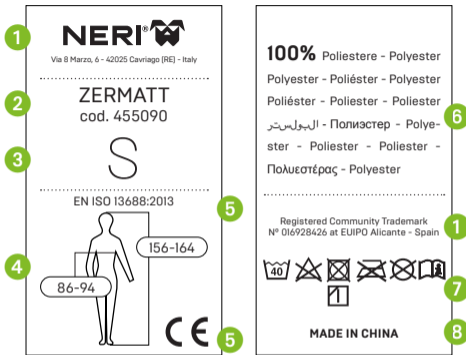 1
NERI®
Via 8 Marzo, 6 - 42025 Cavriago (RE) - Italy
2
ZERMATT
cod. 455090
3
S
EN ISO 13688:2013
5
156-164
4
86-94
CE
5
100% Poliestere - Polyester
Polyester - Poliéster - Polyester
Poliéster - Poliester - Poliester
البولستر - Полиэстер - Polye-
ster - Poliester - Poliester -
Πολυεστέρας - Polyester
6
Registered Community Trademark
N° 016928426 at EUIPO Alicante - Spain
1
40
1
7
MADE IN CHINA
8